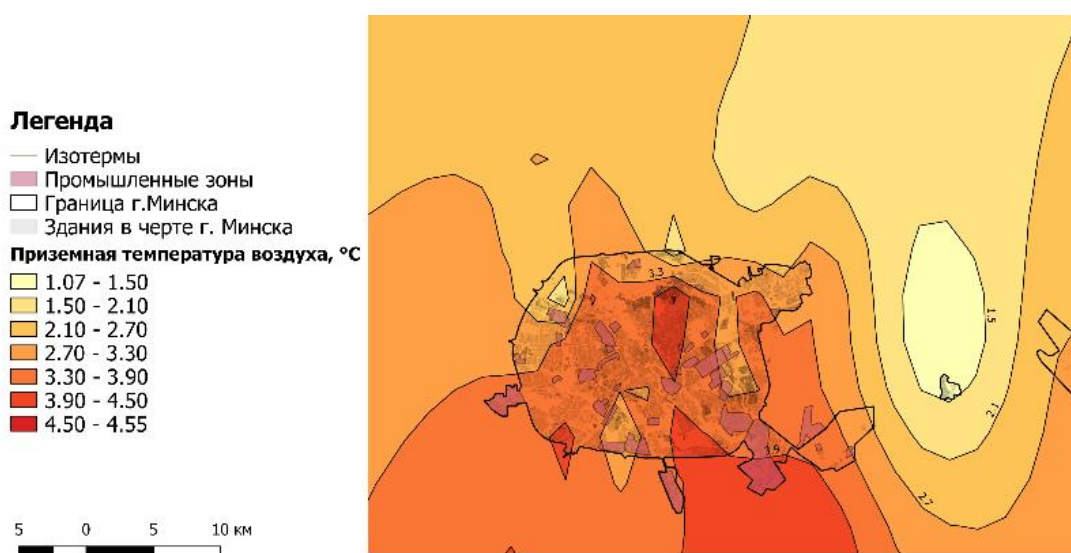 Легенда
Изотермы
Промышленные зоны
Граница г.Минска
Здания в черте г. Минска
Приземная температура воздуха, °C
1.07 - 1.50
1.50 - 2.10
2.10 - 2.70
2.70 - 3.30
3.30 - 3.90
3.90 - 4.50
4.50 - 4.55
5 0 5 10 км
3.3
1.5
2.1
3.9
2.7